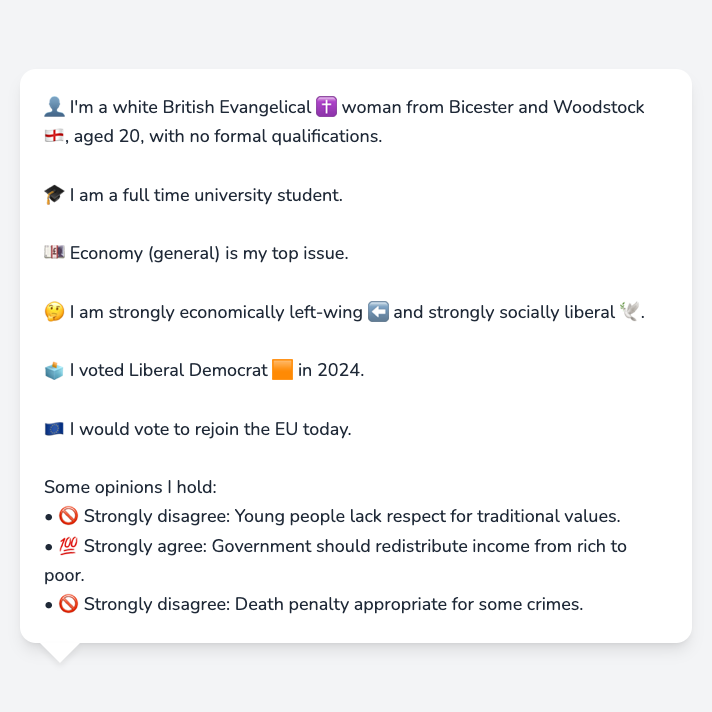 👤 I'm a white British Evangelical ✝️ woman from Bicester and Woodstock
🏴󠁧󠁢󠁥󠁮󠁧󠁿, aged 20, with no formal qualifications.
🎓 I am a full time university student.
💷 Economy (general) is my top issue.
🤔 I am strongly economically left-wing ⬅️ and strongly socially liberal 🕊️.
🗳️ I voted Liberal Democrat 🟧 in 2024.
🇪🇺 I would vote to rejoin the EU today.
Some opinions I hold:
• 🚫 Strongly disagree: Young people lack respect for traditional values.
• 💯 Strongly agree: Government should redistribute income from rich to
poor.
• 🚫 Strongly disagree: Death penalty appropriate for some crimes.